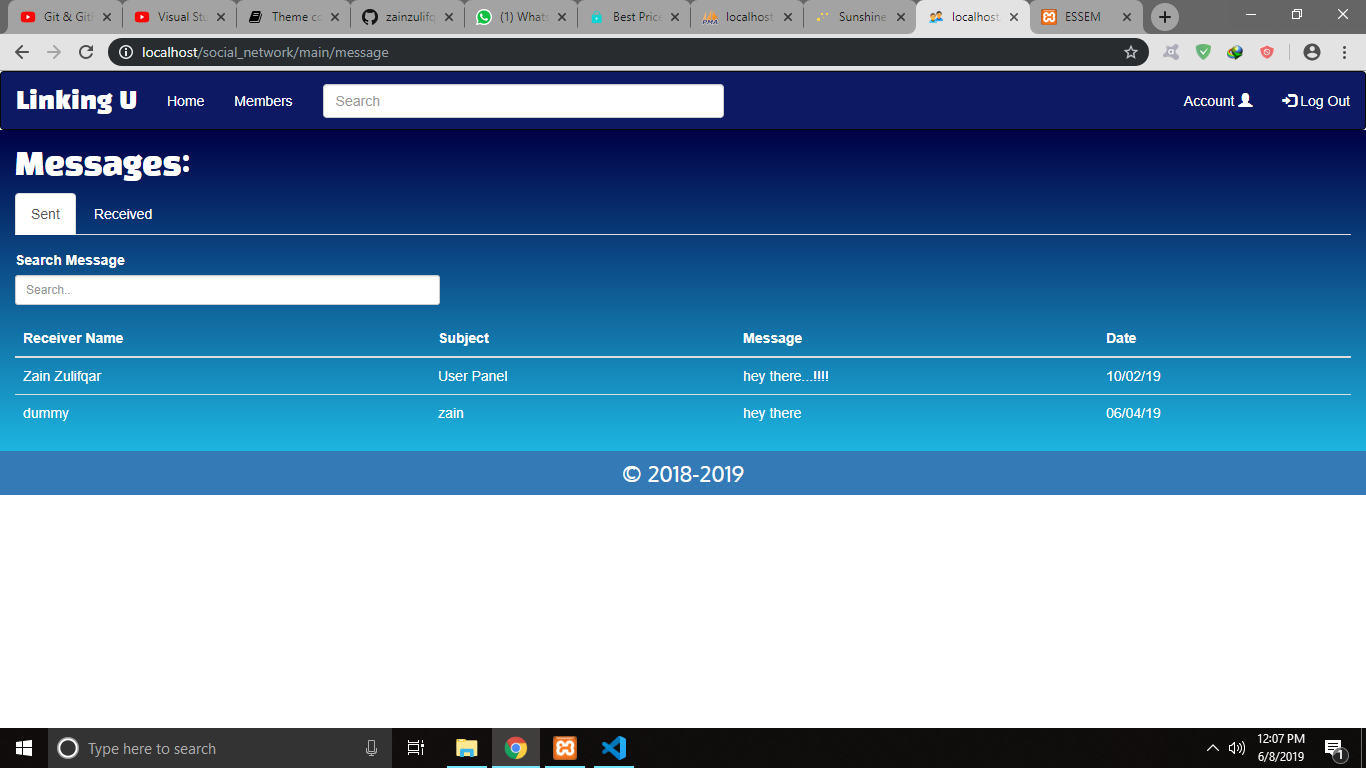 Git & Gitl
Visual Stu
Theme co
zainzulifq
(1) Whats
Best Price
localhost
Sunshine
localhost
ESSEM
localhost/social_network/main/message
Linking U Home Members Search Account Log Out
Messages:
Sent Received
Search Message
Search..
Receiver Name Subject Message Date
Zain Zulifqar User Panel hey there...!!!! 10/02/19
dummy zain hey there 06/04/19
© 2018-2019
Type here to search
12:07 PM
6/8/2019
1